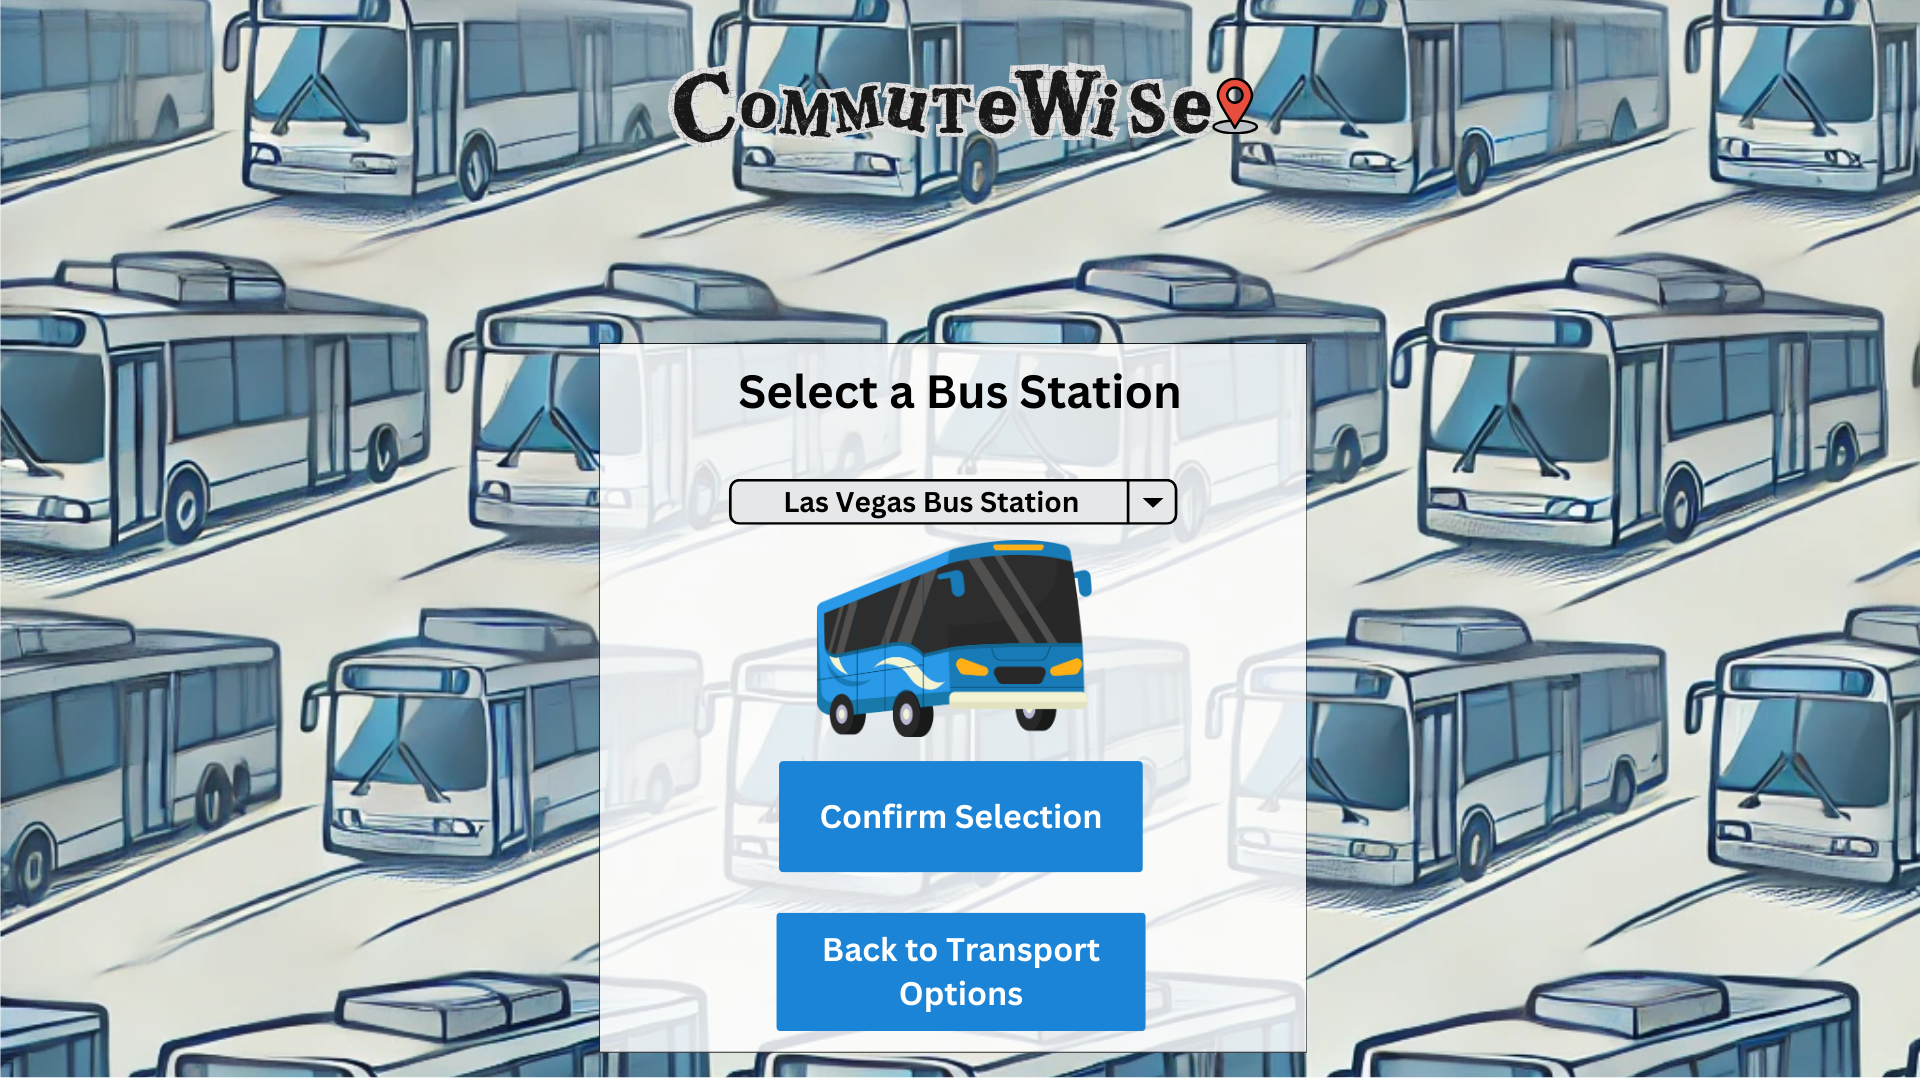 CommuteWise
Select a Bus Station
Las Vegas Bus Station
Confirm Selection
Back to Transport
Options